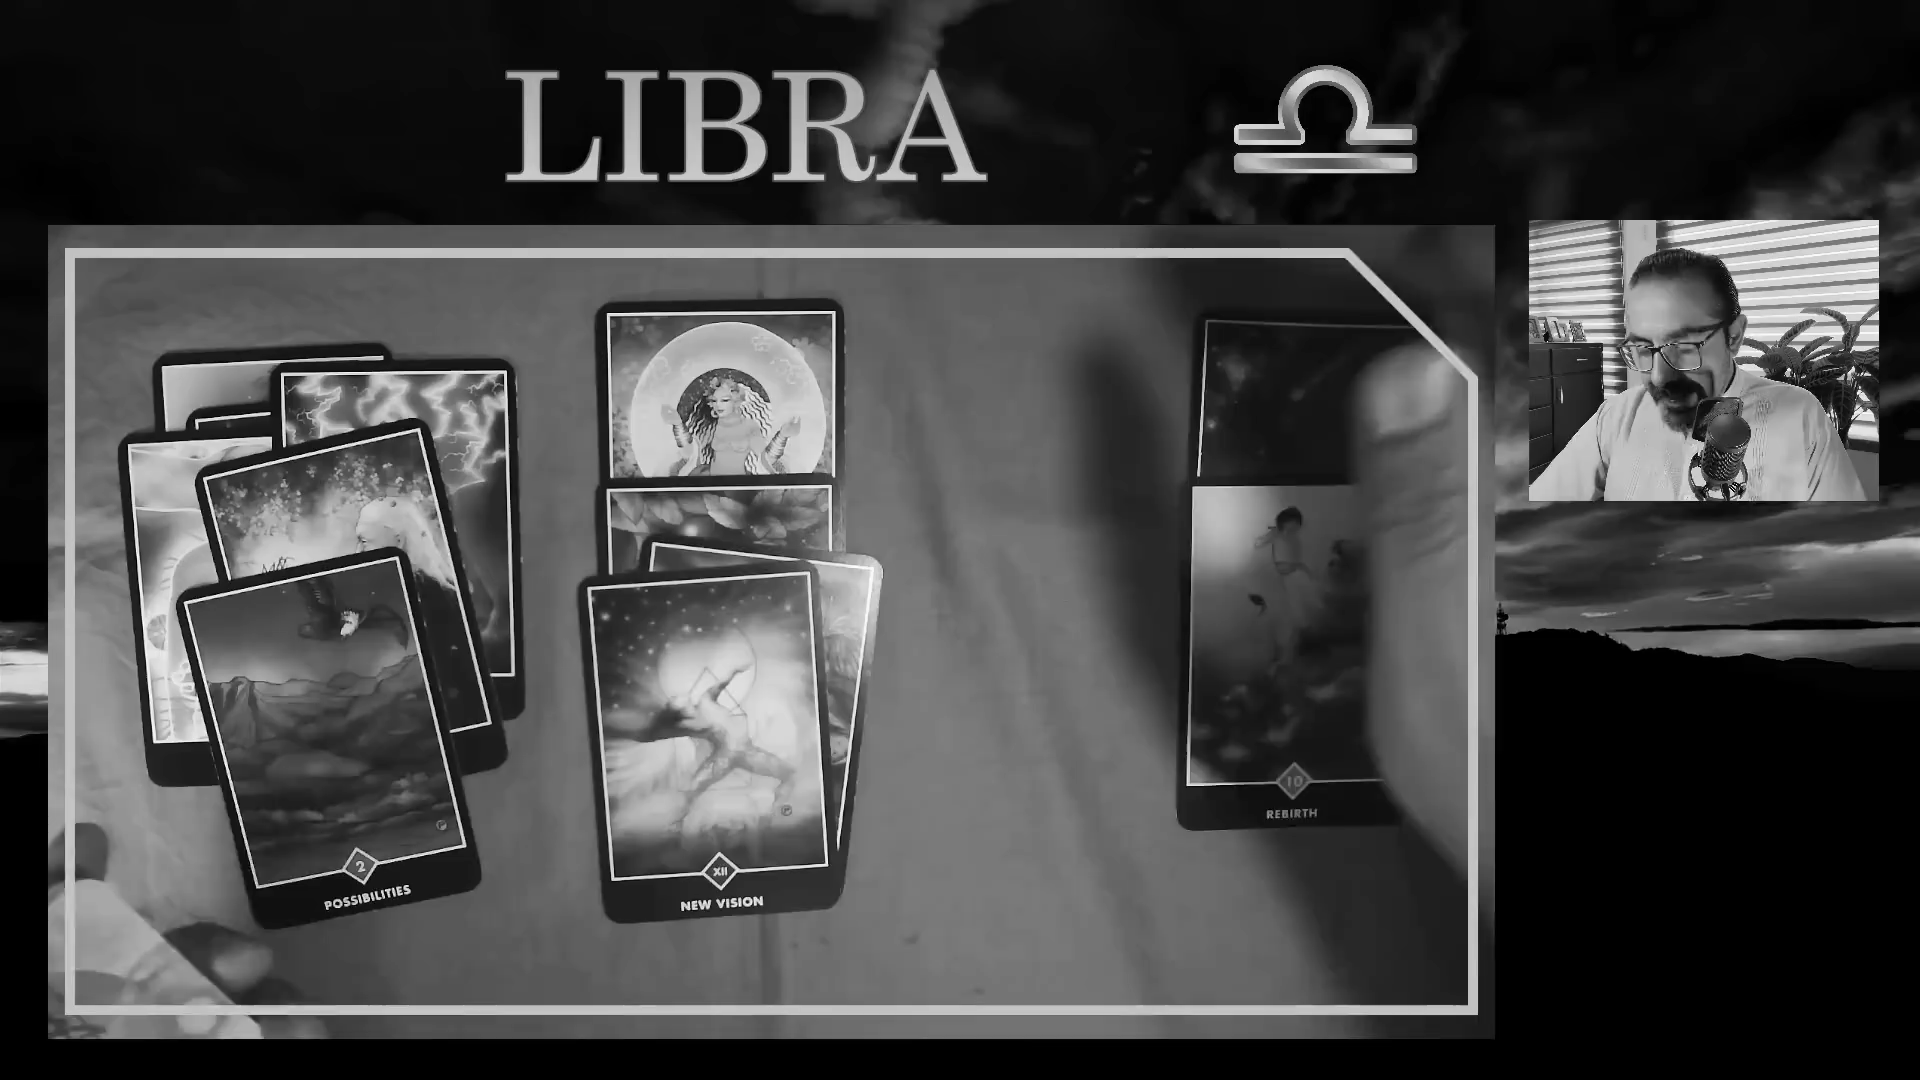 LIBRA
10
REBIRTH
2
POSSIBILITIES
XII
NEW VISION